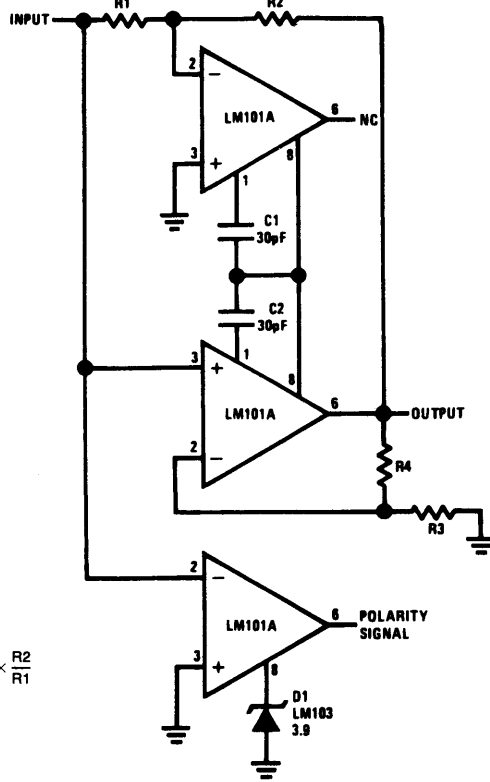 INPUT
R1
R2
2
−
LM101A
6
NC
3
+
8
1
C1
30pF
C2
30pF
1
3
+
8
LM101A
6
OUTPUT
2
−
R4
R3
2
−
LM101A
6
POLARITY
SIGNAL
3
+
8
D1
LM103
3.9
× R2
R1